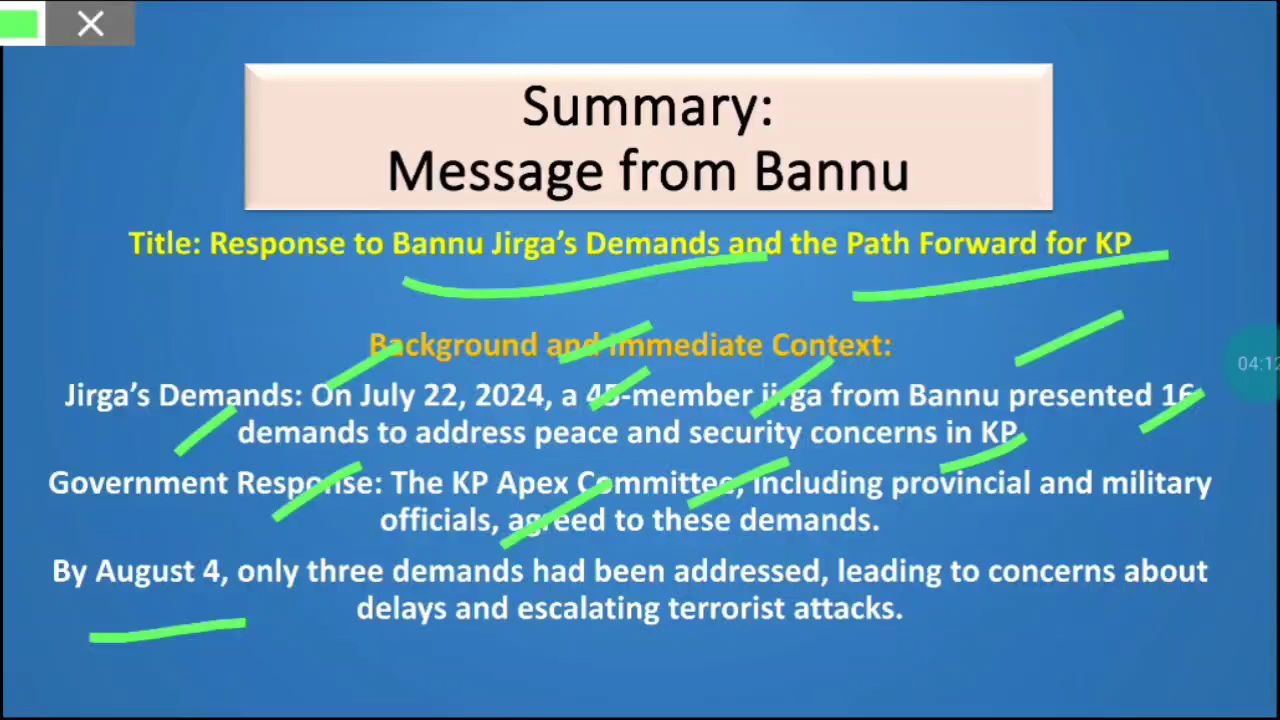 Summary:
Message from Bannu
Title: Response to Bannu Jirga's Demands and the Path Forward for KP
Background and Immediate Context:
Jirga's Demands: On July 22, 2024, a 45-member jirga from Bannu presented 16
demands to address peace and security concerns in KP.
Government Response: The KP Apex Committee, including provincial and military
officials, agreed to these demands.
By August 4, only three demands had been addressed, leading to concerns about
delays and escalating terrorist attacks.
04:12